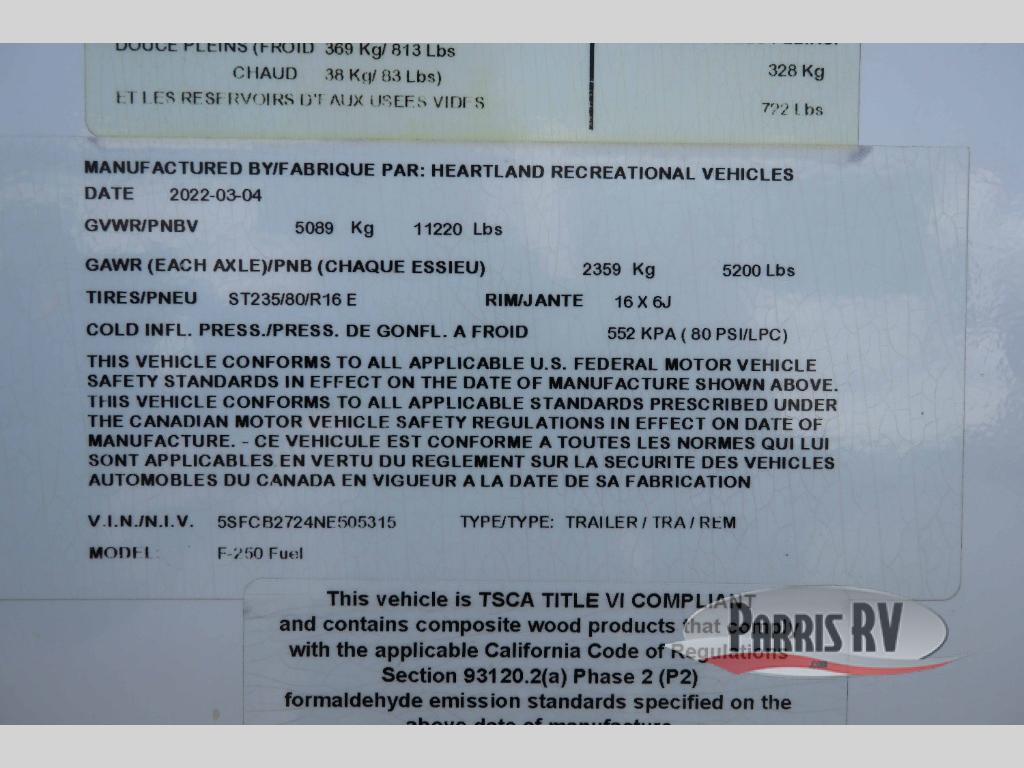 DOUCE PLEINS (FROID 369 Kg/ 813 Lbs
CHAUD 38 Kg/ 83 Lbs)
328 Kg
ET LES RESERVOIRS D'EAUX USEES VIDES
722 Lbs
MANUFACTURED BY/FABRIQUE PAR: HEARTLAND RECREATIONAL VEHICLES
DATE 2022-03-04
GVWR/PNBV 5089 Kg 11220 Lbs
GAWR (EACH AXLE)/PNB (CHAQUE ESSIEU) 2359 Kg 5200 Lbs
TIRES/PNEU ST235/80/R16 E RIM/JANTE 16 X 6J
COLD INFL. PRESS./PRESS. DE GONFL. A FROID 552 KPA ( 80 PSI/LPC)
THIS VEHICLE CONFORMS TO ALL APPLICABLE U.S. FEDERAL MOTOR VEHICLE
SAFETY STANDARDS IN EFFECT ON THE DATE OF MANUFACTURE SHOWN ABOVE.
THIS VEHICLE CONFORMS TO ALL APPLICABLE STANDARDS PRESCRIBED UNDER
THE CANADIAN MOTOR VEHICLE SAFETY REGULATIONS IN EFFECT ON DATE OF
MANUFACTURE. - CE VEHICULE EST CONFORME A TOUTES LES NORMES QUI LUI
SONT APPLICABLES EN VERTU DU REGLEMENT SUR LA SECURITE DES VEHICLES
AUTOMOBLES DU CANADA EN VIGUEUR A LA DATE DE SA FABRICATION
V.I.N./N.I.V. 5SFCB2724NE505315 TYPE/TYPE: TRAILER / TRA / REM
MODEL: F-250 Fuel
This vehicle is TSCA TITLE VI COMPLIANT
and contains composite wood products that comply
with the applicable California Code of Regulations
Section 93120.2(a) Phase 2 (P2)
formaldehyde emission standards specified on the
above date of manufacture
PARRIS RV
.com